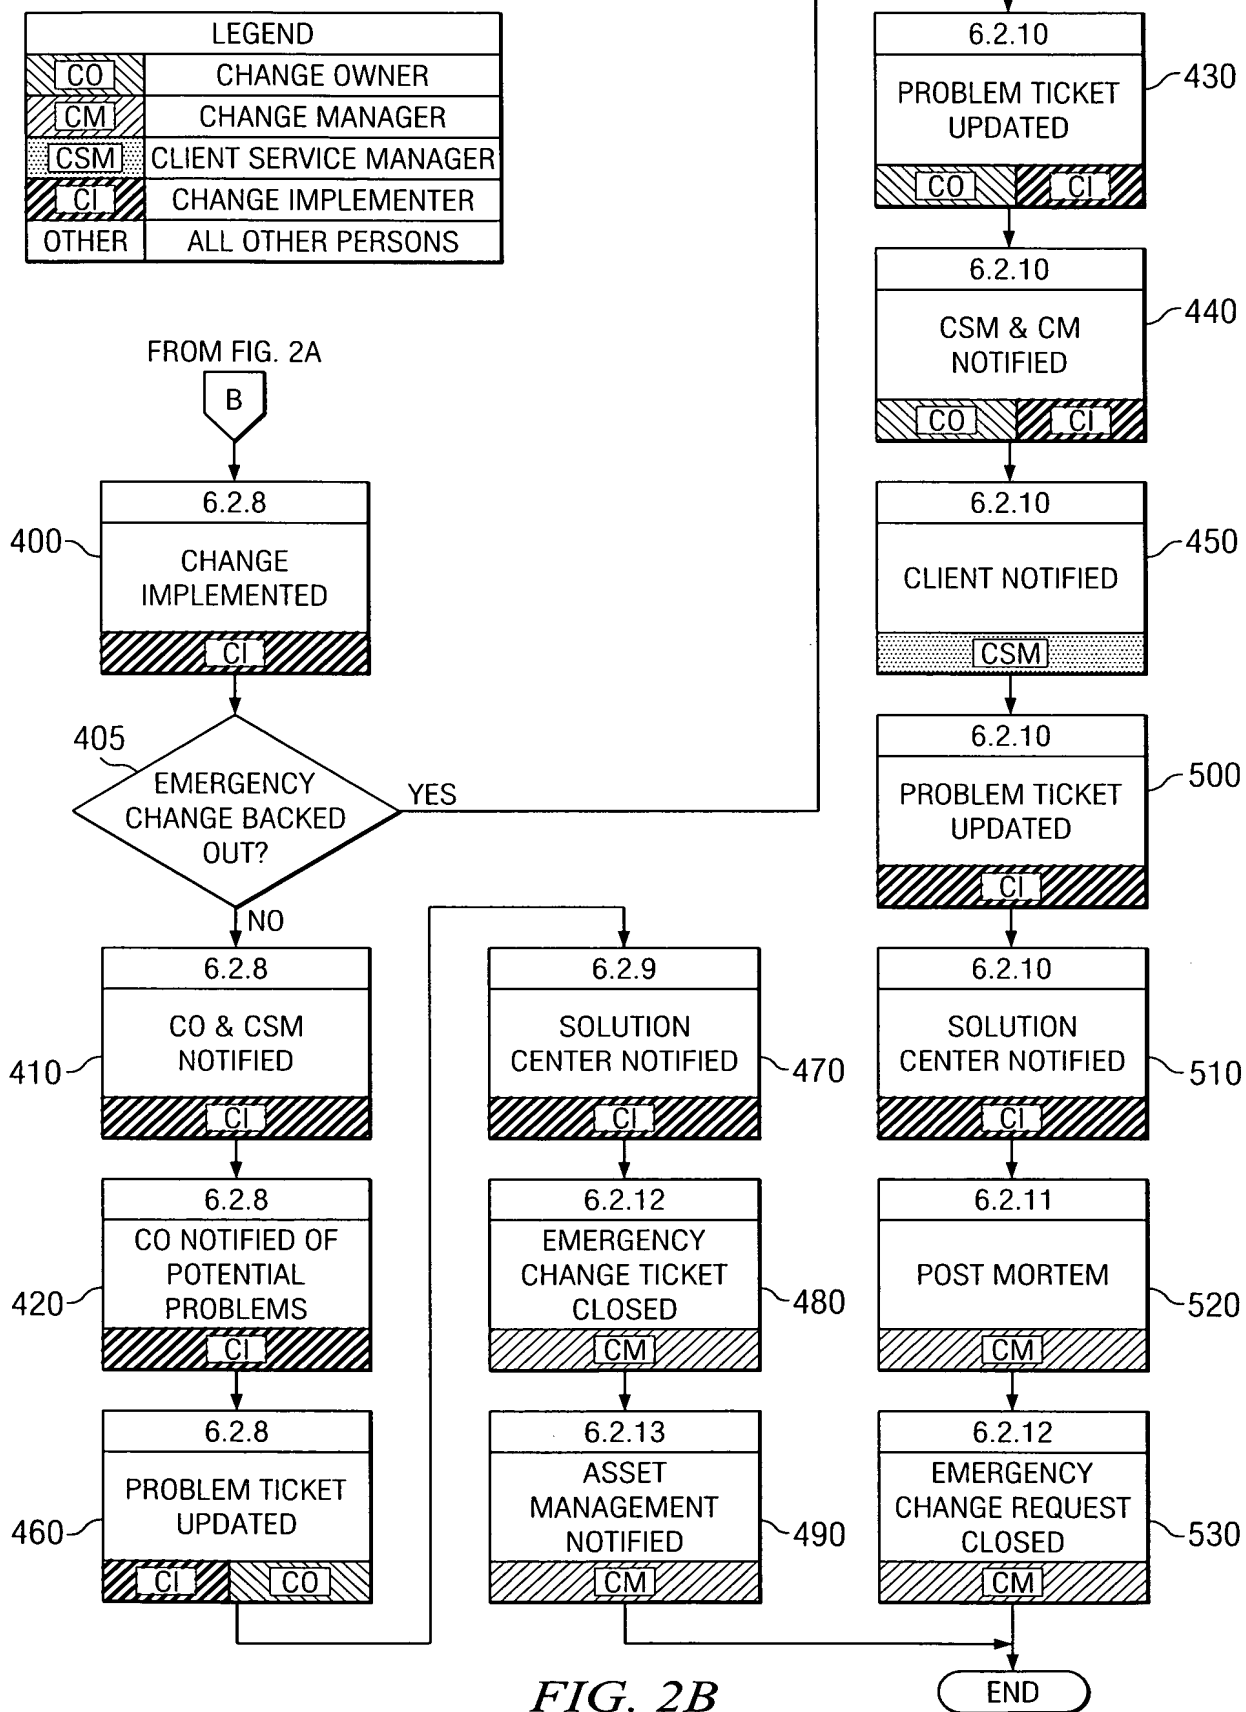 LEGEND
CO CHANGE OWNER
CM CHANGE MANAGER
CSM CLIENT SERVICE MANAGER
CI CHANGE IMPLEMENTER
OTHER ALL OTHER PERSONS
FROM FIG. 2A
B
6.2.8
400
CHANGE
IMPLEMENTED
CI
405
EMERGENCY
CHANGE BACKED
OUT?
YES
NO
6.2.8
CO & CSM
NOTIFIED
410
CI
6.2.8
CO NOTIFIED OF
POTENTIAL
PROBLEMS
420
CI
6.2.8
PROBLEM TICKET
UPDATED
460
CI CO
6.2.9
SOLUTION
CENTER NOTIFIED
470
CI
6.2.12
EMERGENCY
CHANGE TICKET
CLOSED
480
CM
6.2.13
ASSET
MANAGEMENT
NOTIFIED
490
CM
6.2.10
430
PROBLEM TICKET
UPDATED
CO CI
6.2.10
440
CSM & CM
NOTIFIED
CO CI
6.2.10
450
CLIENT NOTIFIED
CSM
6.2.10
500
PROBLEM TICKET
UPDATED
CI
6.2.10
SOLUTION
CENTER NOTIFIED
510
CI
6.2.11
POST MORTEM
520
CM
6.2.12
EMERGENCY
CHANGE REQUEST
CLOSED
530
CM
END
FIG. 2B